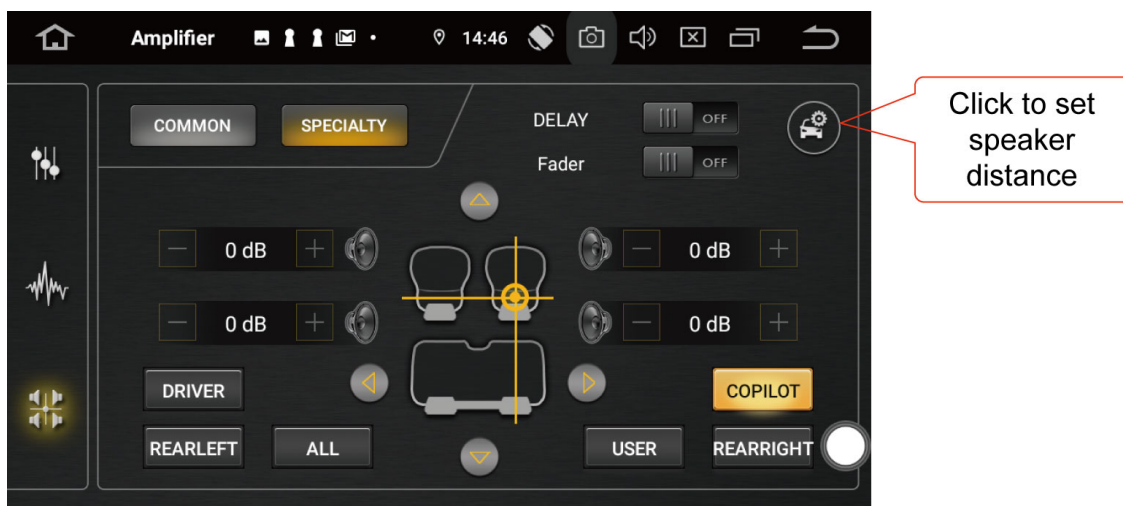 Amplifier
14:46
COMMON
SPECIALTY
DELAY
OFF
Fader
OFF
Click to set
speaker
distance
0 dB
0 dB
0 dB
0 dB
DRIVER
COPILOT
REARLEFT
ALL
USER
REARRIGHT